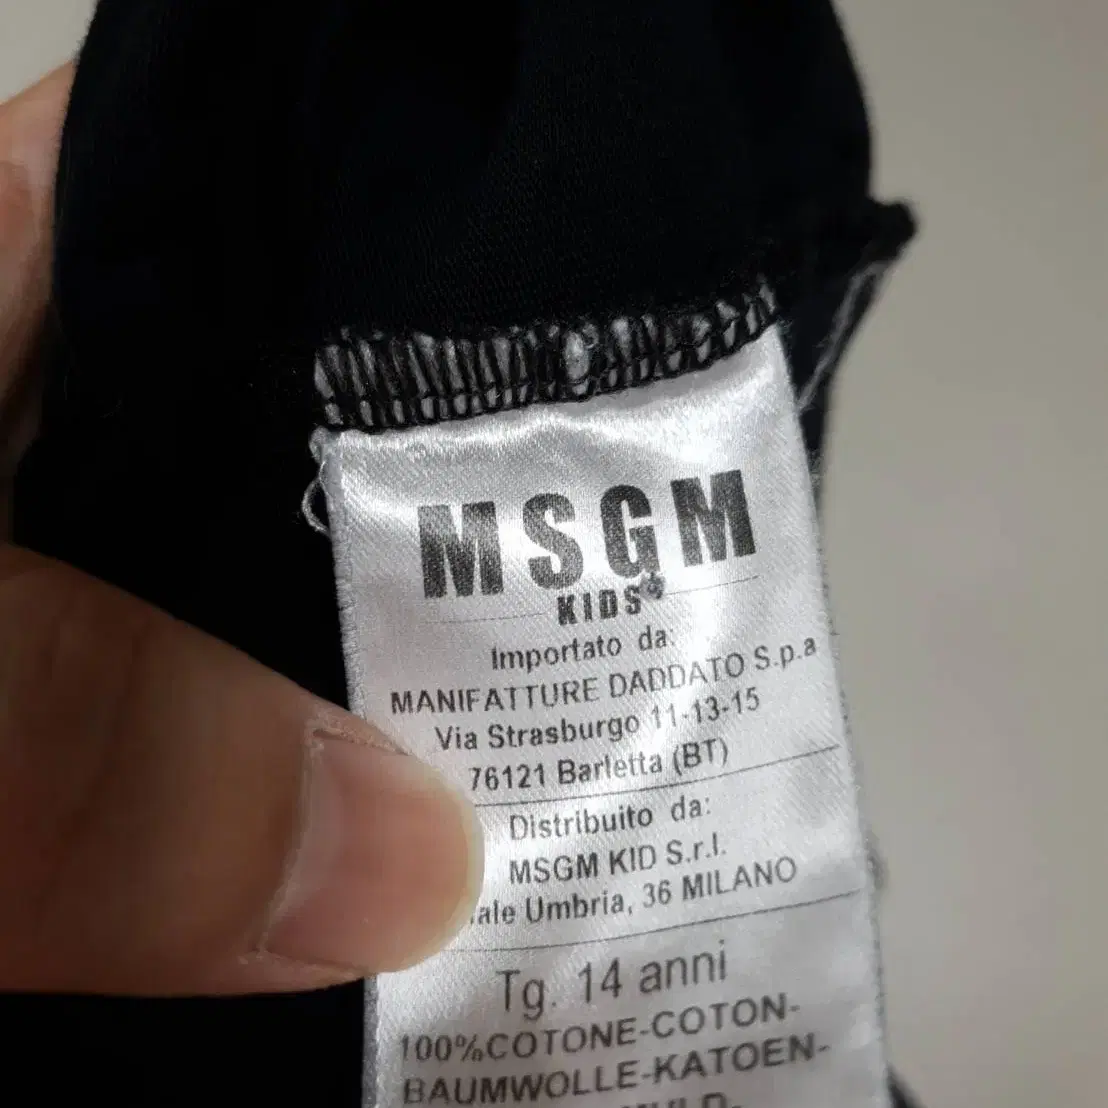 MSGM
KIDS®
Importato da:
MANIFATTURE DADDATO S.p.a
Via Strasburgo 11-13-15
76121 Barletta (BT)
Distribuito da:
MSGM KID S.r.l.
Umbria, 36 MILANO
Tg. 14 anni
100%COTONE-COTON-
BAUMWOLLE-KATOEN-